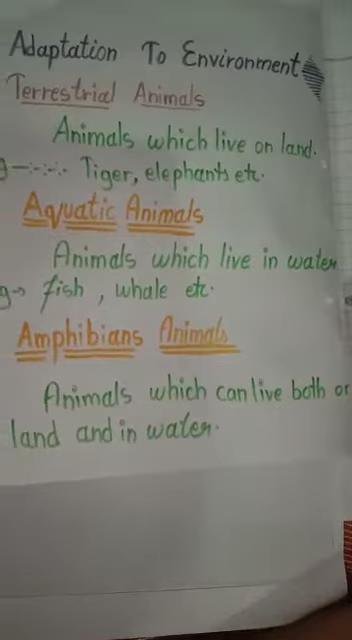 Adaptation To Environment
Terrestrial Animals
Animals which live on land.
Tiger, elephants etc.
Aquatic Animals
Animals which live in water
fish, whale etc.
Amphibians Animals
Animals which can live both
land and in water.